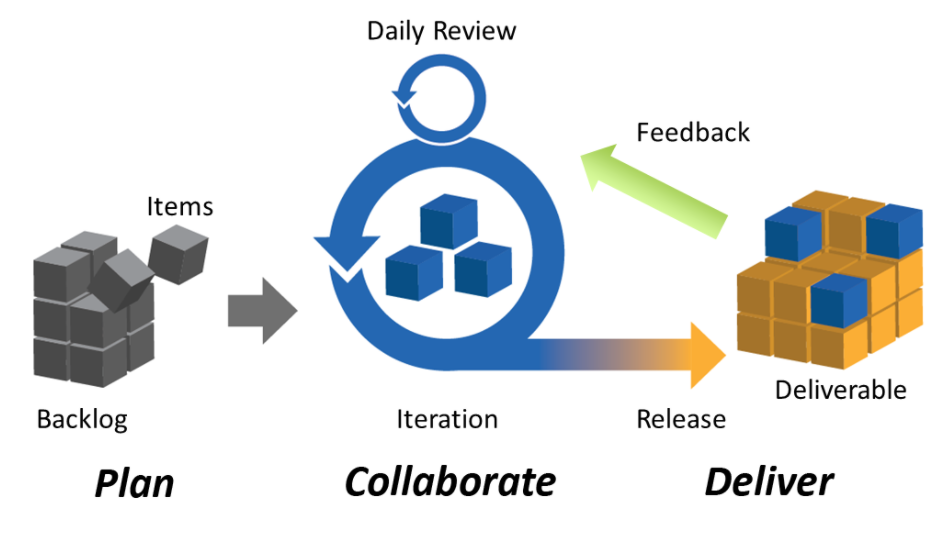 Daily Review
Feedback
Items
Deliverable
Backlog
Iteration
Release
Plan
Collaborate
Deliver